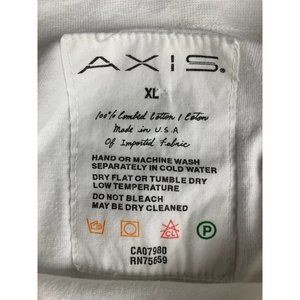 AXIS®
XL
100% Combed Cotton / Coton
Made in U.S.A
Of Imported Fabric
HAND OR MACHINE WASH
SEPARATELY IN COLD WATER
DRY FLAT OR TUMBLE DRY
LOW TEMPERATURE
DO NOT BLEACH
MAY BE DRY CLEANED
CL P
CA07980
RN75659